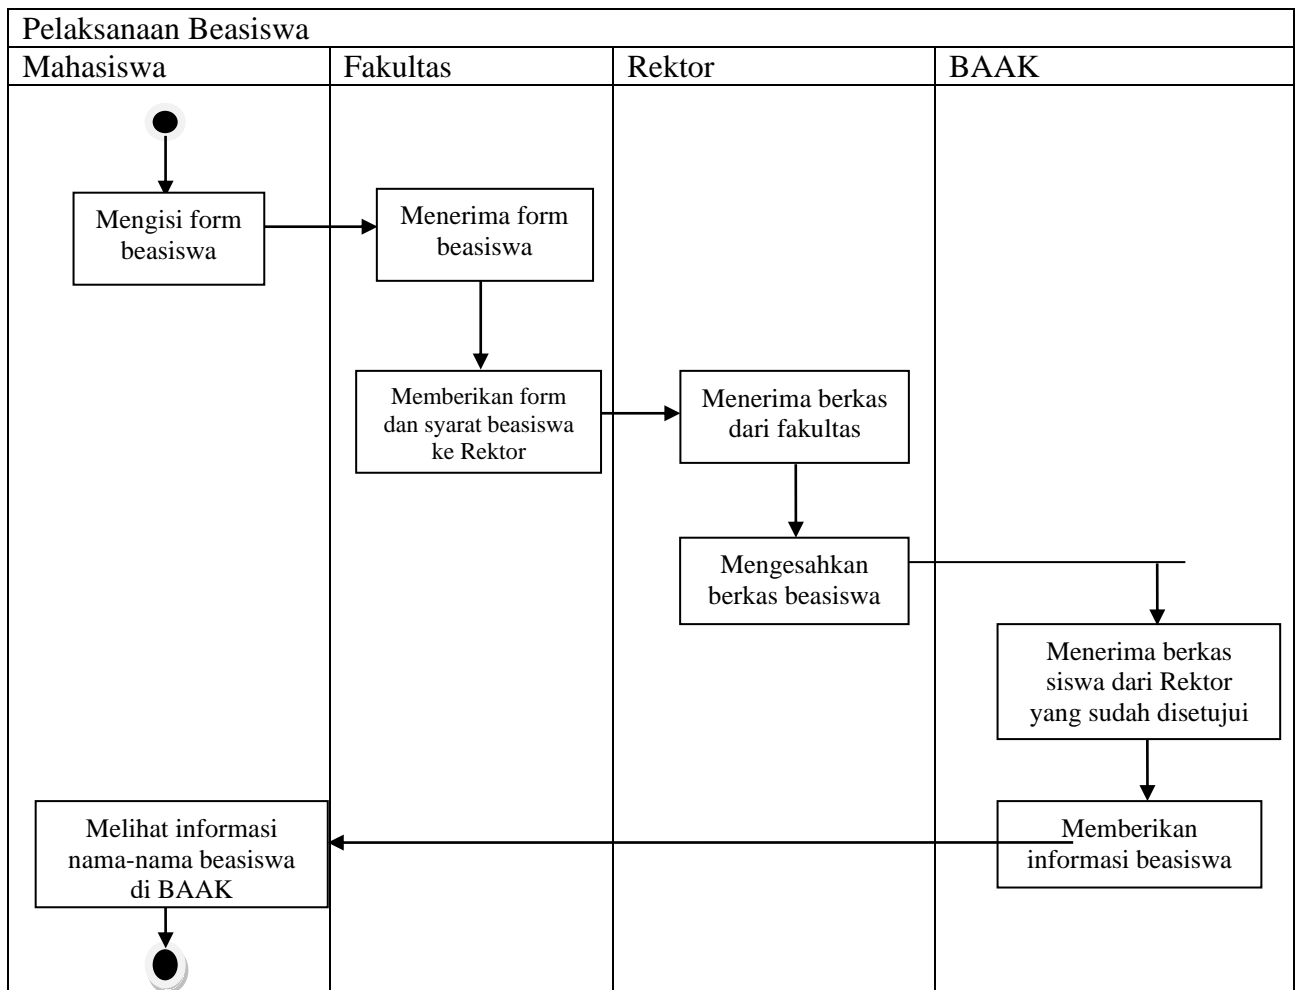 Pelaksanaan Beasiswa
Mahasiswa
Fakultas
Rektor
BAAK
Mengisi form
beasiswa
Menerima form
beasiswa
Memberikan form
dan syarat beasiswa
ke Rektor
Menerima berkas
dari fakultas
Mengesahkan
berkas beasiswa
Menerima berkas
siswa dari Rektor
yang sudah disetujui
Memberikan
informasi beasiswa
Melihat informasi
nama-nama beasiswa
di BAAK